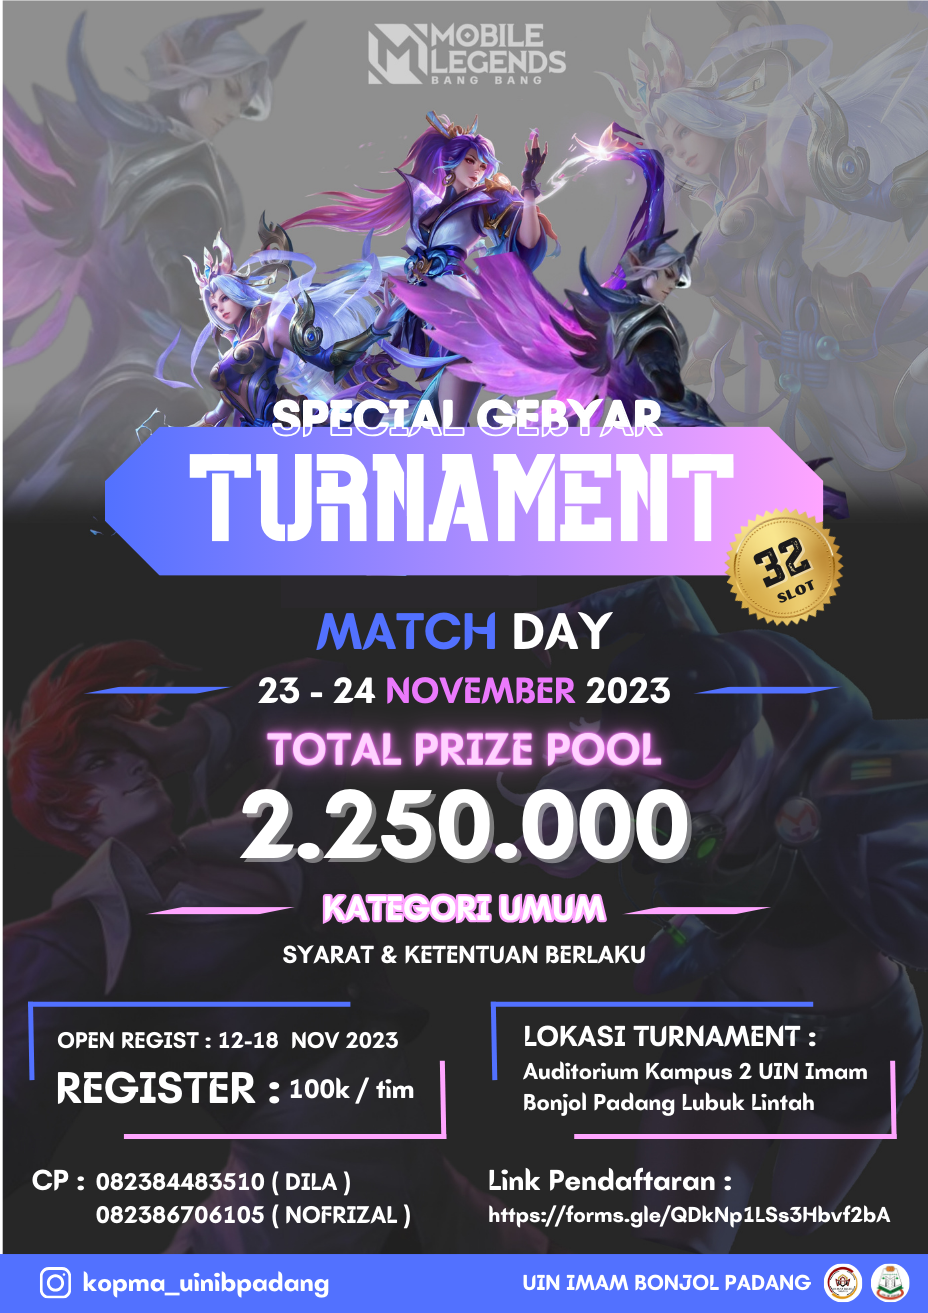 MOBILE
LEGENDS
BANG BANG
SPECIAL GEBYAR
TURNAMENT
32
SLOT
MATCH DAY
23 - 24 NOVEMBER 2023
TOTAL PRIZE POOL
2.250.000
KATEGORI UMUM
SYARAT & KETENTUAN BERLAKU
OPEN REGIST : 12-18 NOV 2023
REGISTER : 100k / tim
LOKASI TURNAMENT :
Auditorium Kampus 2 UIN Imam
Bonjol Padang Lubuk Lintah
CP : 082384483510 ( DILA )
082386706105 ( NOFRIZAL )
Link Pendaftaran :
https://forms.gle/QDkNp1LSs3Hbvf2bA
kopma_uinibpadang
UIN IMAM BONJOL PADANG